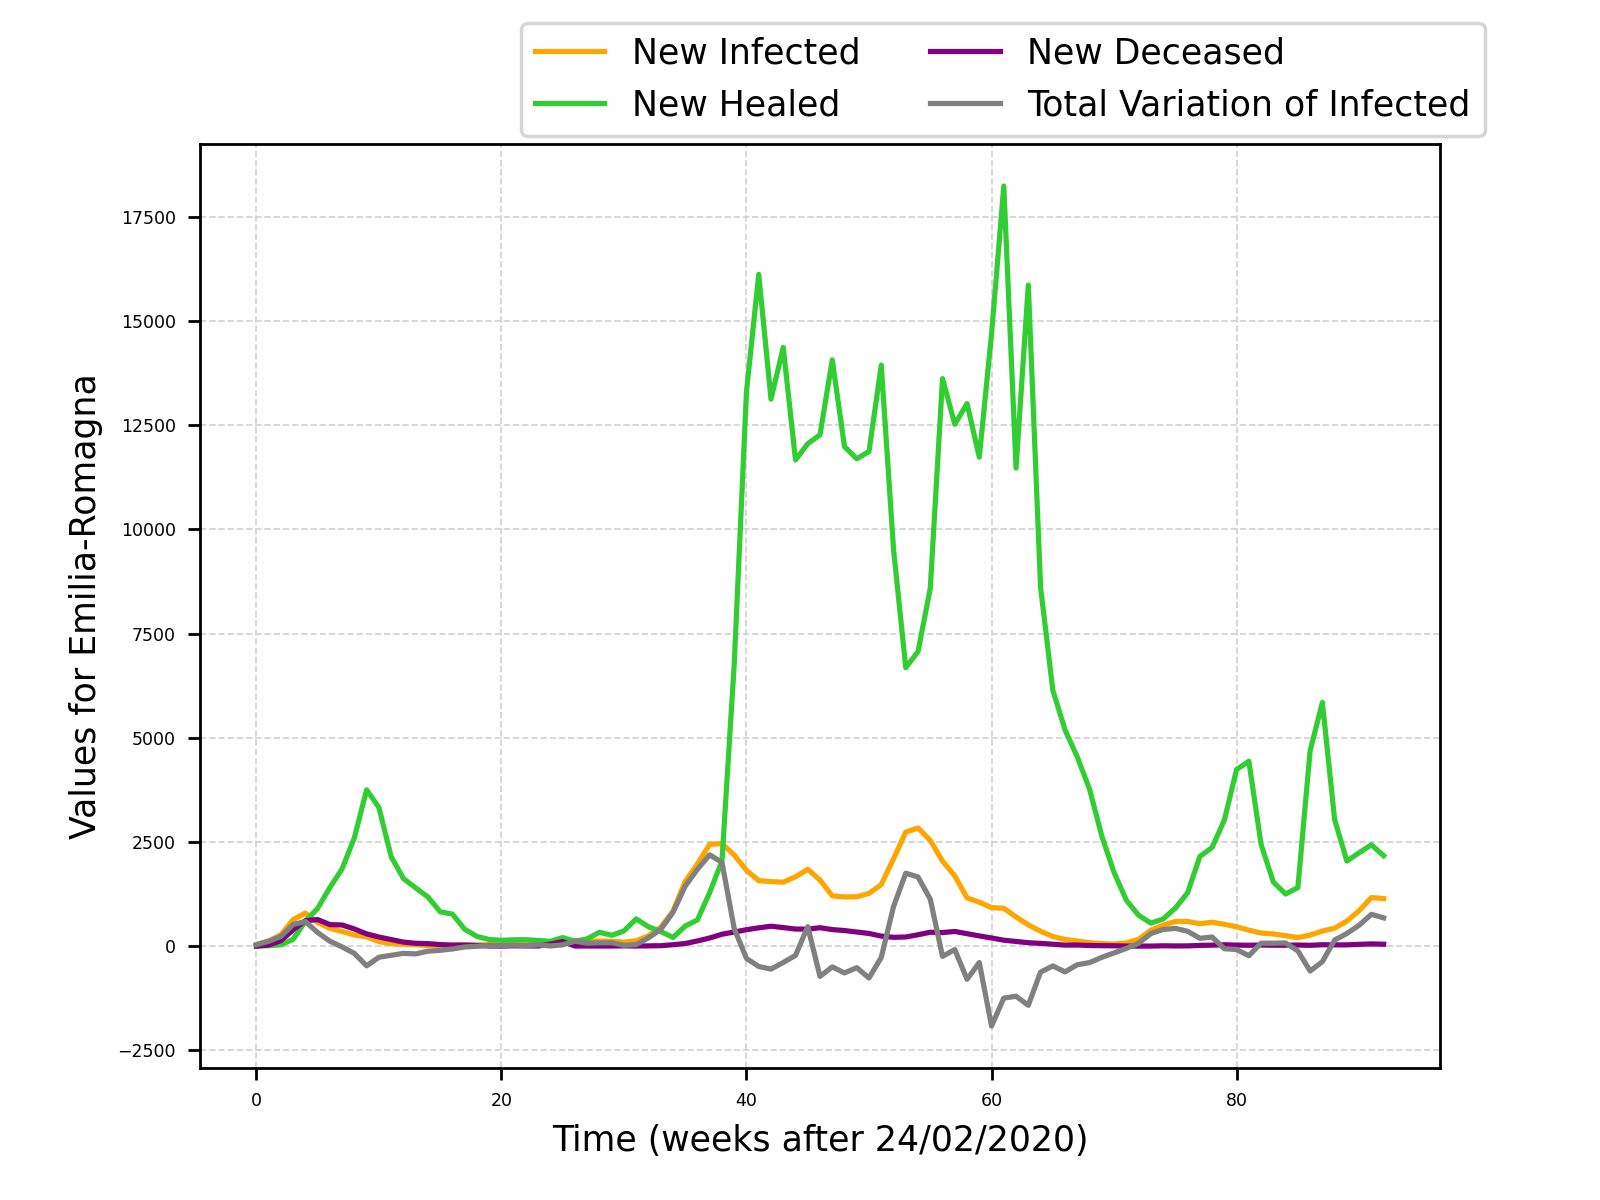 New Infected
New Healed
New Deceased
Total Variation of Infected
Values for Emilia-Romagna
17500
15000
12500
10000
7500
5000
2500
0
−2500
0 20 40 60 80
Time (weeks after 24/02/2020)